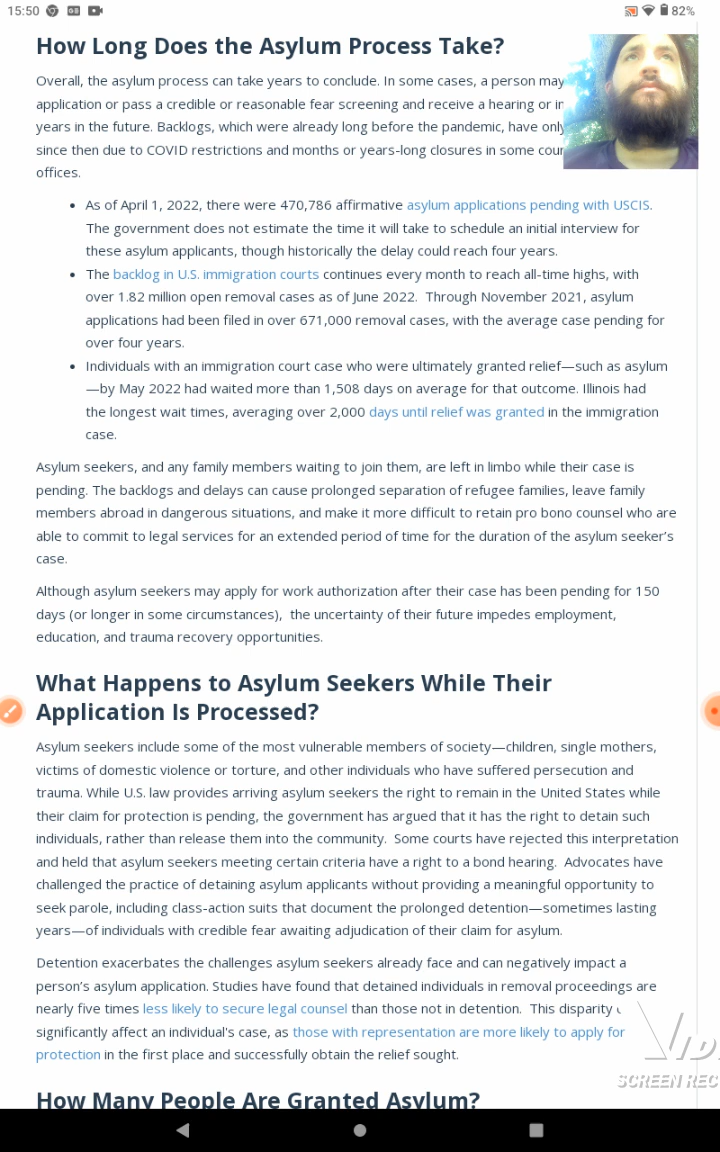 15:50
82%
How Long Does the Asylum Process Take?
Overall, the asylum process can take years to conclude. In some cases, a person may
application or pass a credible or reasonable fear screening and receive a hearing or
years in the future. Backlogs, which were already long before the pandemic, have only
since then due to COVID restrictions and months or years-long closures in some
offices.
• As of April 1, 2022, there were 470,786 affirmative asylum applications pending with USCIS.
The government does not estimate the time it will take to schedule an initial interview for
these asylum applicants, though historically the delay could reach four years.
• The backlog in U.S. immigration courts continues every month to reach all-time highs, with
over 1.82 million open removal cases as of June 2022. Through November 2021, asylum
applications had been filed in over 671,000 removal cases, with the average case pending for
over four years.
• Individuals with an immigration court case who were ultimately granted relief—such as asylum
—by May 2022 had waited more than 1,508 days on average for that outcome. Illinois had
the longest wait times, averaging over 2,000 days until relief was granted in the immigration
case.
Asylum seekers, and any family members waiting to join them, are left in limbo while their case is
pending. The backlogs and delays can cause prolonged separation of refugee families, leave family
members abroad in dangerous situations, and make it more difficult to retain pro bono counsel who are
able to commit to legal services for an extended period of time for the duration of the asylum seeker's
case.
Although asylum seekers may apply for work authorization after their case has been pending for 150
days (or longer in some circumstances), the uncertainty of their future impedes employment,
education, and trauma recovery opportunities.
What Happens to Asylum Seekers While Their
Application Is Processed?
Asylum seekers include some of the most vulnerable members of society—children, single mothers,
victims of domestic violence or torture, and other individuals who have suffered persecution and
trauma. While U.S. law provides arriving asylum seekers the right to remain in the United States while
their claim for protection is pending, the government has argued that it has the right to detain such
individuals, rather than release them into the community. Some courts have rejected this interpretation
and held that asylum seekers meeting certain criteria have a right to a bond hearing. Advocates have
challenged the practice of detaining asylum applicants without providing a meaningful opportunity to
seek parole, including class-action suits that document the prolonged detention—sometimes lasting
years—of individuals with credible fear awaiting adjudication of their claim for asylum.
Detention exacerbates the challenges asylum seekers already face and can negatively impact a
person's asylum application. Studies have found that detained individuals in removal proceedings are
nearly five times less likely to secure legal counsel than those not in detention. This disparity
significantly affect an individual's case, as those with representation are more likely to apply for
protection in the first place and successfully obtain the relief sought.
SCREEN REC
How Many People Are Granted Asylum?